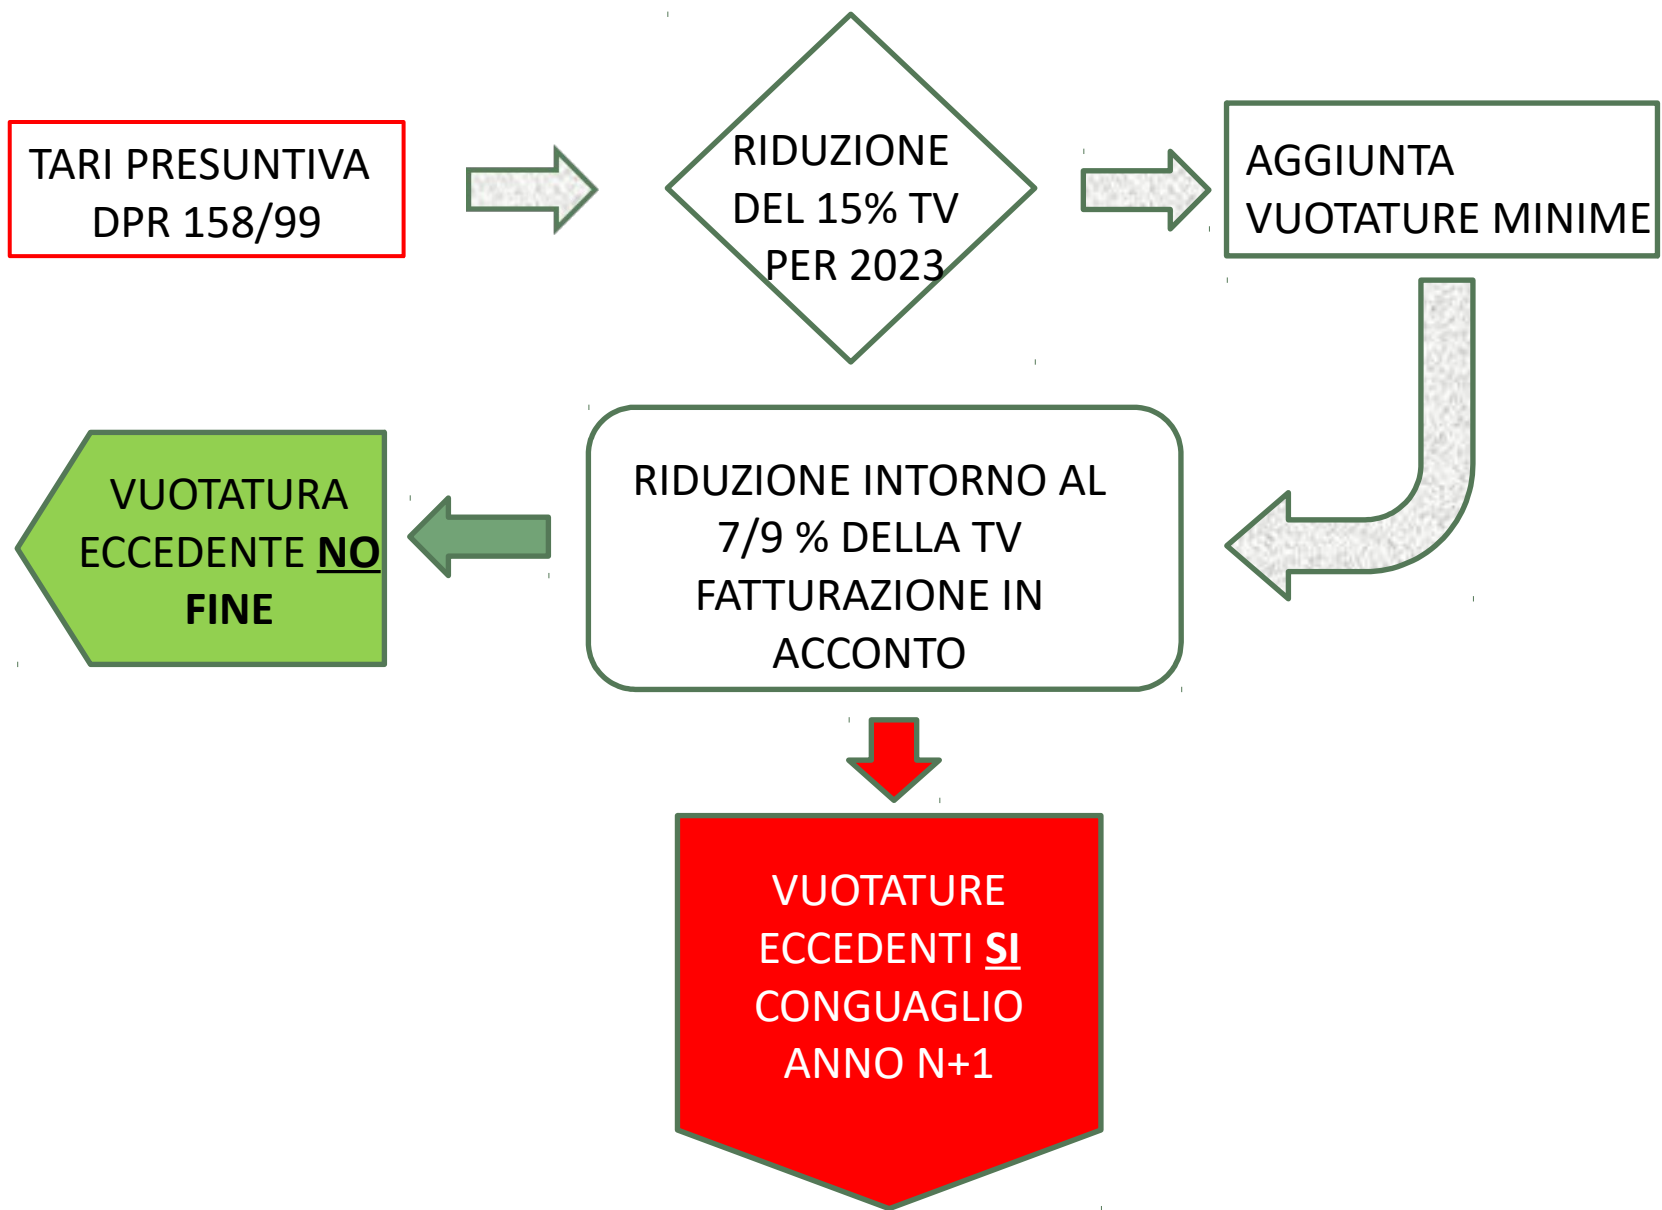 TARI PRESUNTIVA
DPR 158/99
RIDUZIONE
DEL 15% TV
PER 2023
AGGIUNTA
VUOTATURE MINIME
RIDUZIONE INTORNO AL
7/9 % DELLA TV
FATTURAZIONE IN
ACCONTO
VUOTATURA
ECCEDENTE NO
FINE
VUOTATURE
ECCEDENTI SI
CONGUAGLIO
ANNO N+1